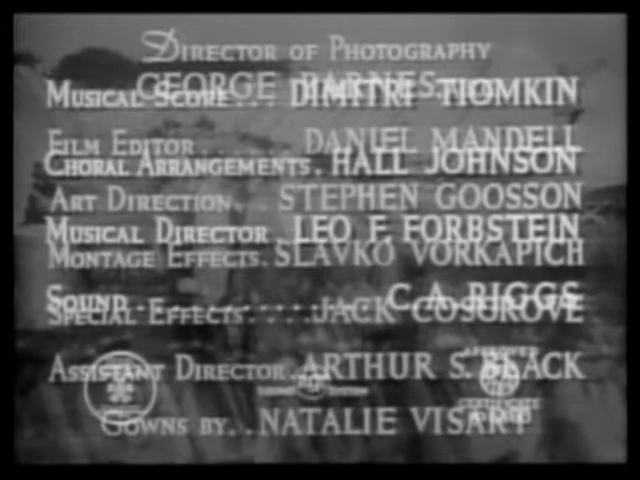 DIRECTOR OF PHOTOGRAPHY
GEORGE BARNES
MUSICAL SCORE... DIMITRI TIOMKIN
FILM EDITOR...... DANIEL MANDELL
CHORAL ARRANGEMENTS. HALL JOHNSON
ART DIRECTION. STEPHEN GOOSSON
MUSICAL DIRECTOR. LEO F. FORBSTEIN
MONTAGE EFFECTS. SLAVKO VORKAPICH
SOUND................. C.A. RIGGS
SPECIAL EFFECTS.....JACK COSGROVE
ASSISTANT DIRECTOR.ARTHUR S. BLACK
GOWNS BY...NATALIE VISART